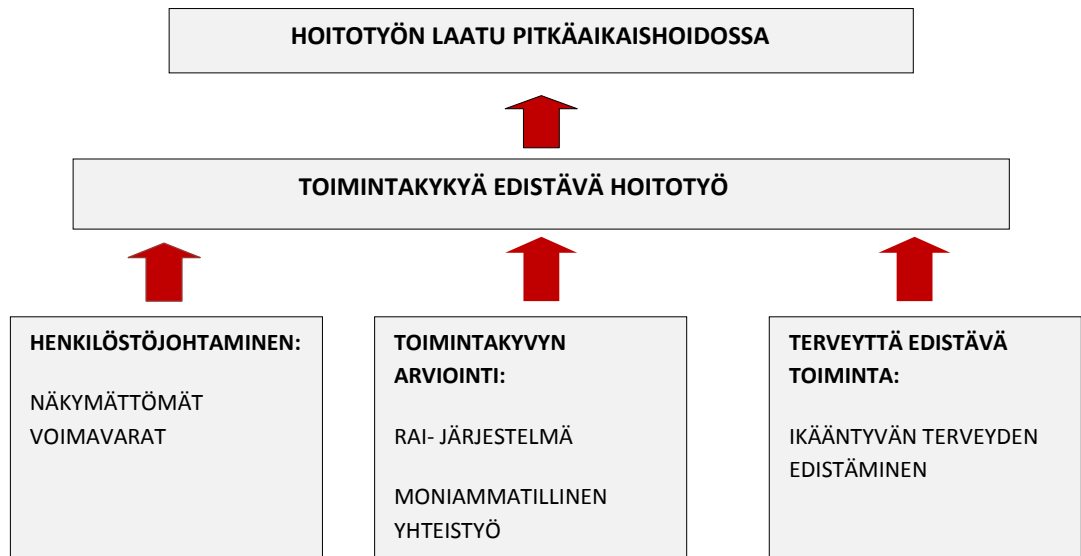 HOITOTYÖN LAATU PITKÄAIKAISHOIDOSSA
TOIMINTAKYKYÄ EDISTÄVÄ HOITOTYÖ
HENKILÖSTÖJOHTAMINEN:
NÄKYMÄTTÖMÄT
VOIMAVARAT
TOIMINTAKYVYN
ARVIOINTI:
RAI- JÄRJESTELMÄ
MONIAMMATILLINEN
YHTEISTYÖ
TERVEYTTÄ EDISTÄVÄ
TOIMINTA:
IKÄÄNTYVÄN TERVEYDEN
EDISTÄMINEN